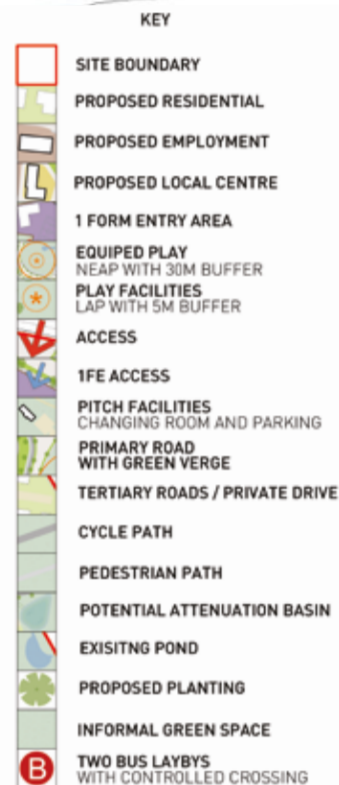 KEY
SITE BOUNDARY
PROPOSED RESIDENTIAL
PROPOSED EMPLOYMENT
PROPOSED LOCAL CENTRE
1 FORM ENTRY AREA
EQUIPED PLAY
NEAP WITH 30M BUFFER
PLAY FACILITIES
LAP WITH 5M BUFFER
ACCESS
1FE ACCESS
PITCH FACILITIES
CHANGING ROOM AND PARKING
PRIMARY ROAD
WITH GREEN VERGE
TERTIARY ROADS / PRIVATE DRIVE
CYCLE PATH
PEDESTRIAN PATH
POTENTIAL ATTENUATION BASIN
EXISITNG POND
PROPOSED PLANTING
INFORMAL GREEN SPACE
B TWO BUS LAYBYS
WITH CONTROLLED CROSSING